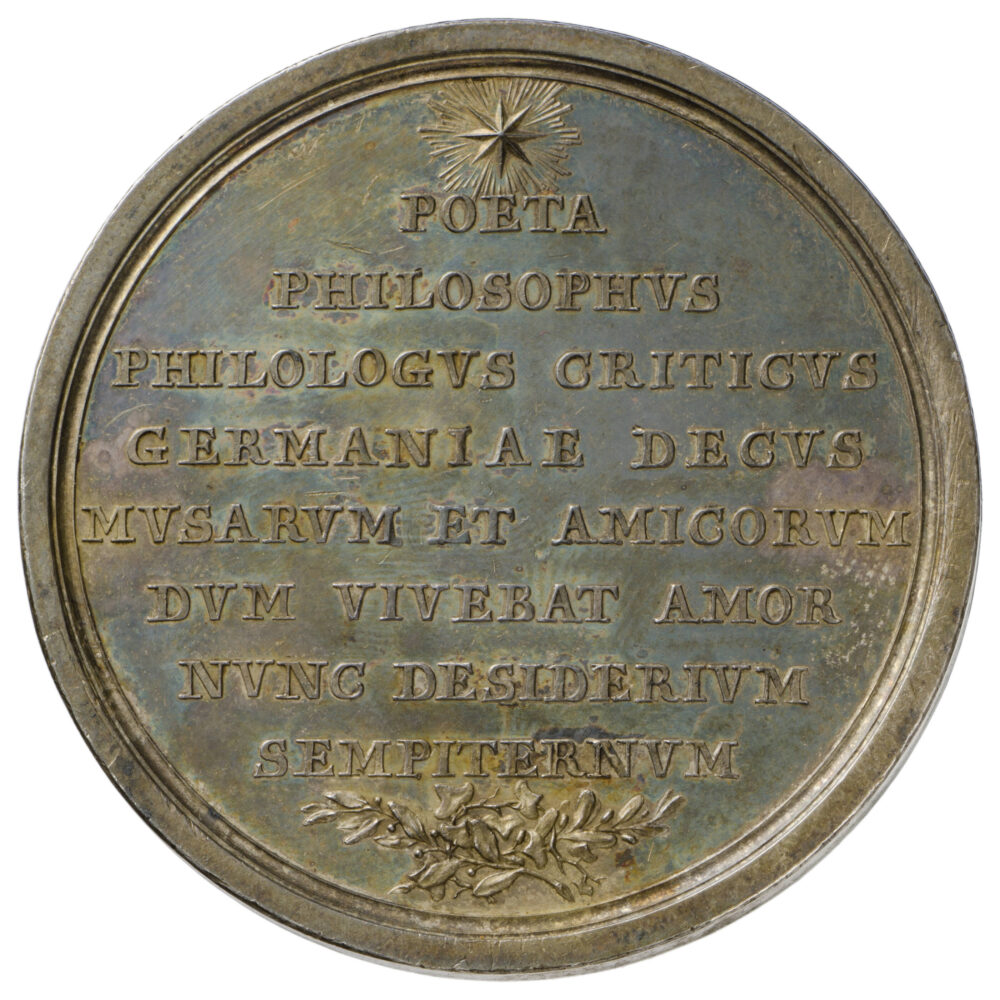 POETA
PHILOSOPHVS
PHILOLOGVS CRITICVS
GERMANIAE DECVS
MVSARVM ET AMICORVM
DVM VIVEBAT AMOR
NVNC DESIDERIVM
SEMPITERNVM